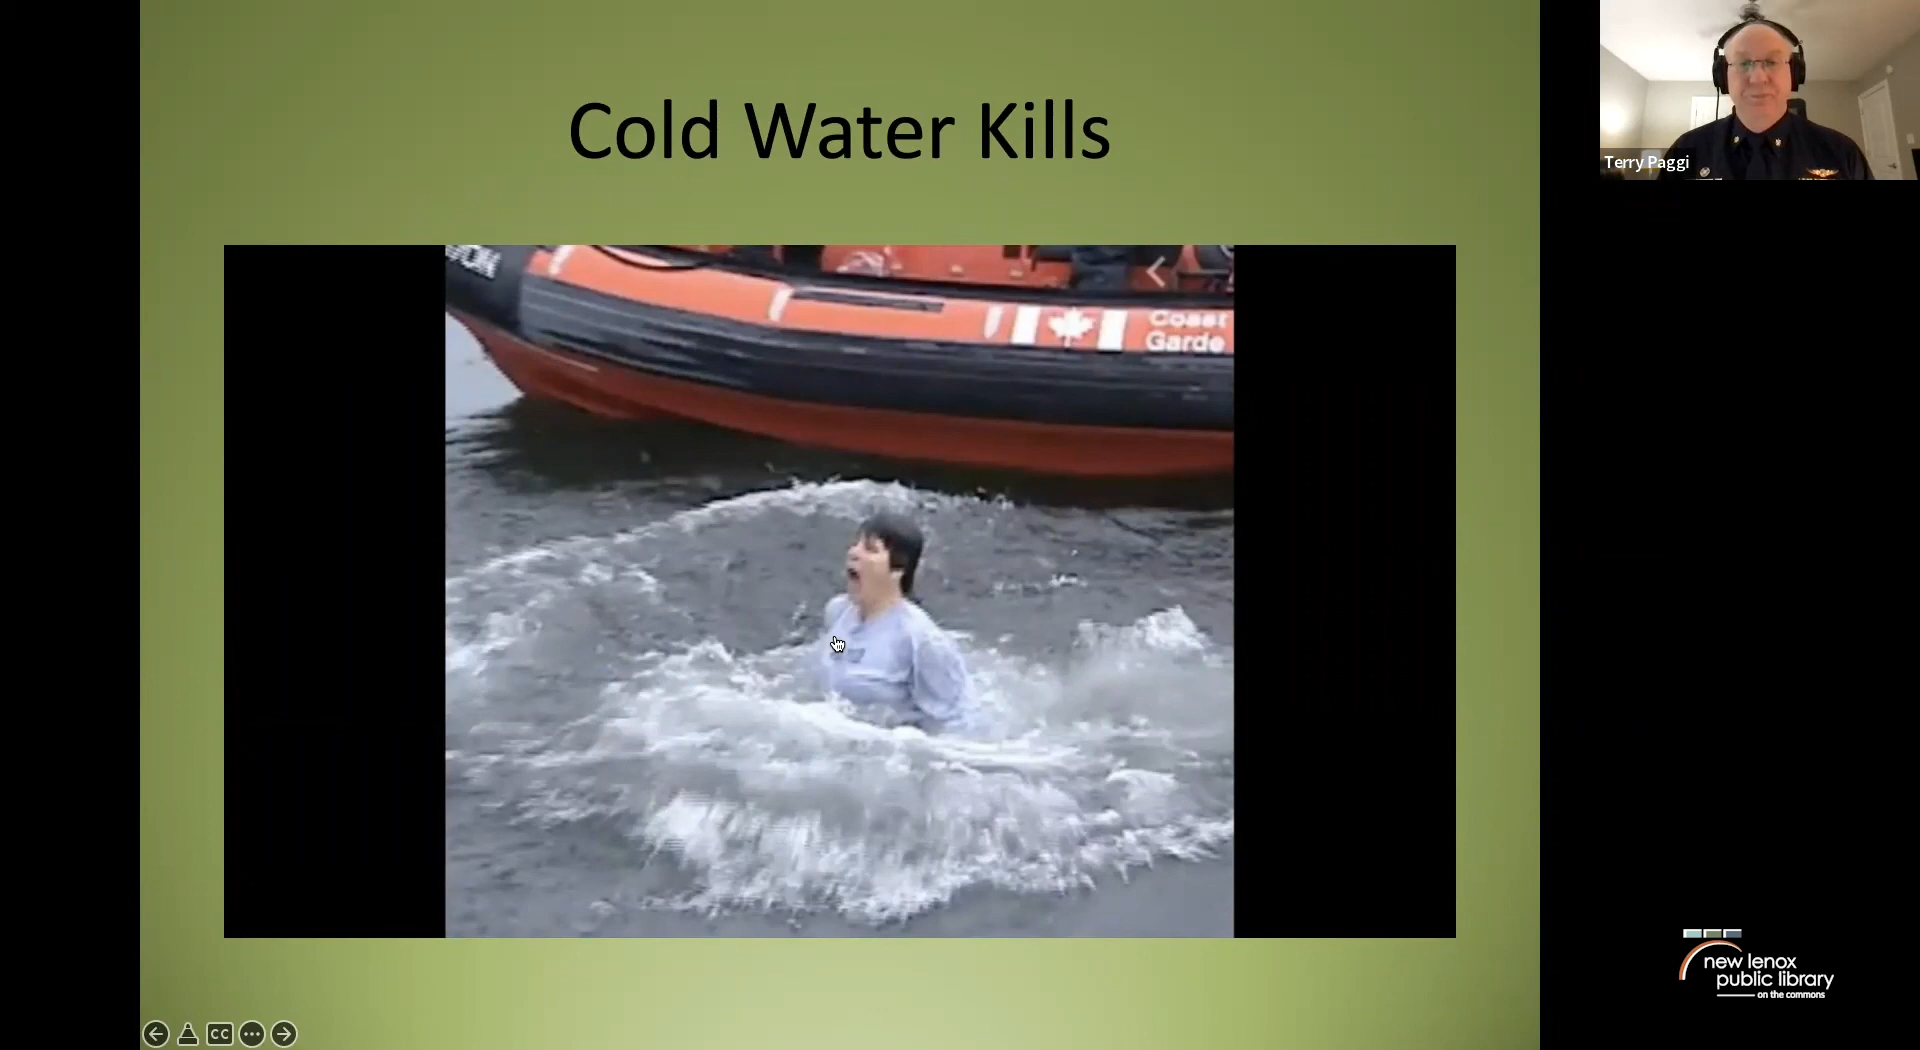 Cold Water Kills
Terry Paggi
Coast
Garde
CC
new lenox
public library
on the commons